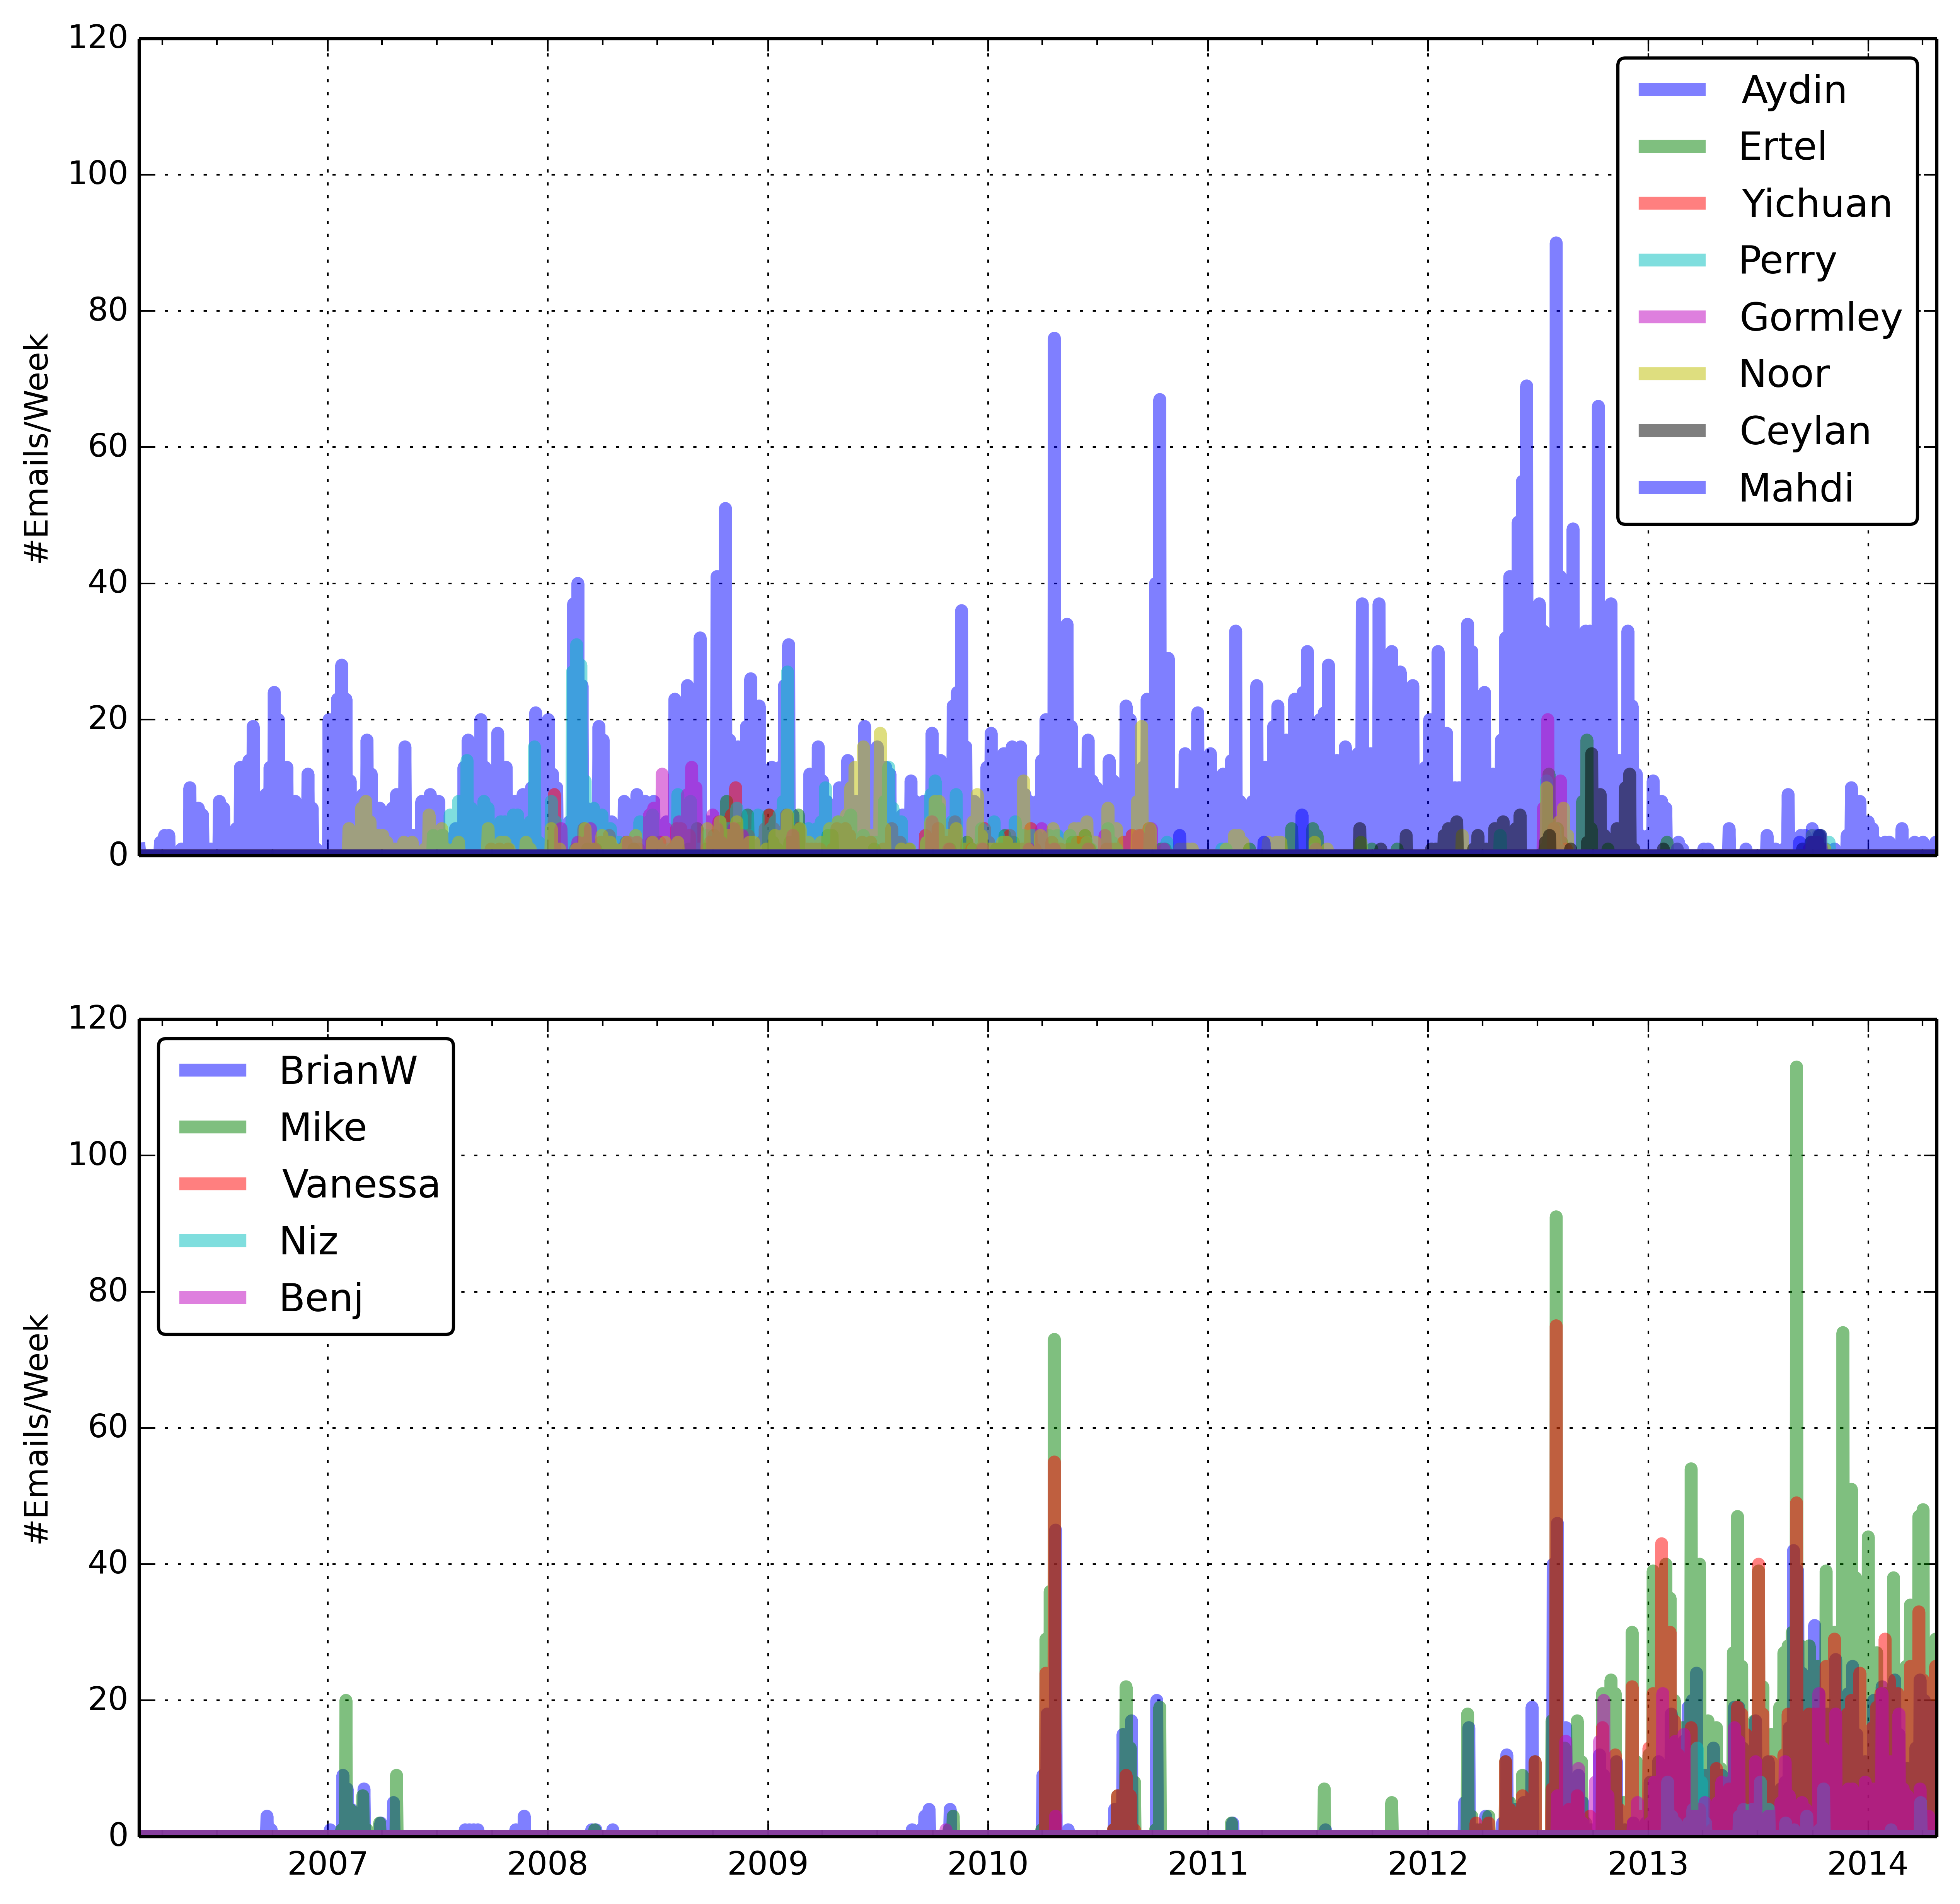 120
100
80
60
40
20
0
#Emails/Week
Aydin
Ertel
Yichuan
Perry
Gormley
Noor
Ceylan
Mahdi
120
100
80
60
40
20
0
#Emails/Week
BrianW
Mike
Vanessa
Niz
Benj
2007 2008 2009 2010 2011 2012 2013 2014